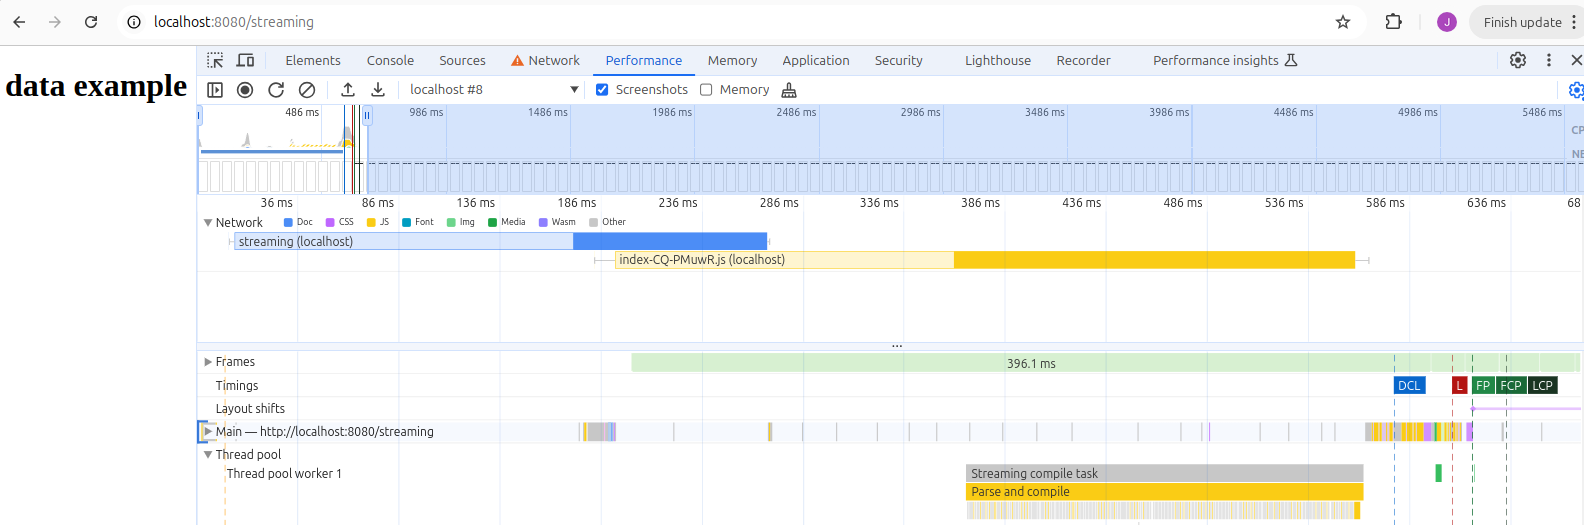 localhost:8080/streaming
J
Finish update
data example
Elements Console Sources Network Performance Memory Application Security Lighthouse Recorder Performance insights
localhost #8 Screenshots Memory
486 ms 986 ms 1486 ms 1986 ms 2486 ms 2986 ms 3486 ms 3986 ms 4486 ms 4986 ms 5486 ms
CP
NE
36 ms 86 ms 136 ms 186 ms 236 ms 286 ms 336 ms 386 ms 436 ms 486 ms 536 ms 586 ms 636 ms 68
Network Doc CSS JS Font Img Media Wasm Other
streaming (localhost)
index-CQ-PMuwR.js (localhost)
...
Frames 396.1 ms
Timings DCL L FP FCP LCP
Layout shifts
Main — http://localhost:8080/streaming
Thread pool
Thread pool worker 1 Streaming compile task
Parse and compile